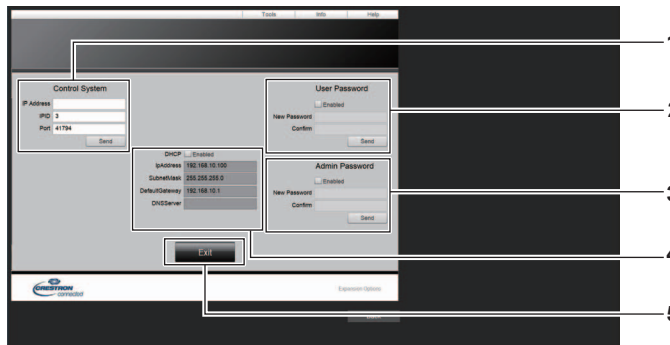 Tools Info Help
Control System
IP Address
IPID 3
Port 41794
Send
User Password
Enabled
New Password
Confirm
Send
DHCP Enabled
IpAddress 192.168.10.100
SubnetMask 255.255.255.0
DefaultGateway 192.168.10.1
DNSServer
Admin Password
Enabled
New Password
Confirm
Send
Exit
CRESTRON
connected
Expansion Options
1
2
3
4
5